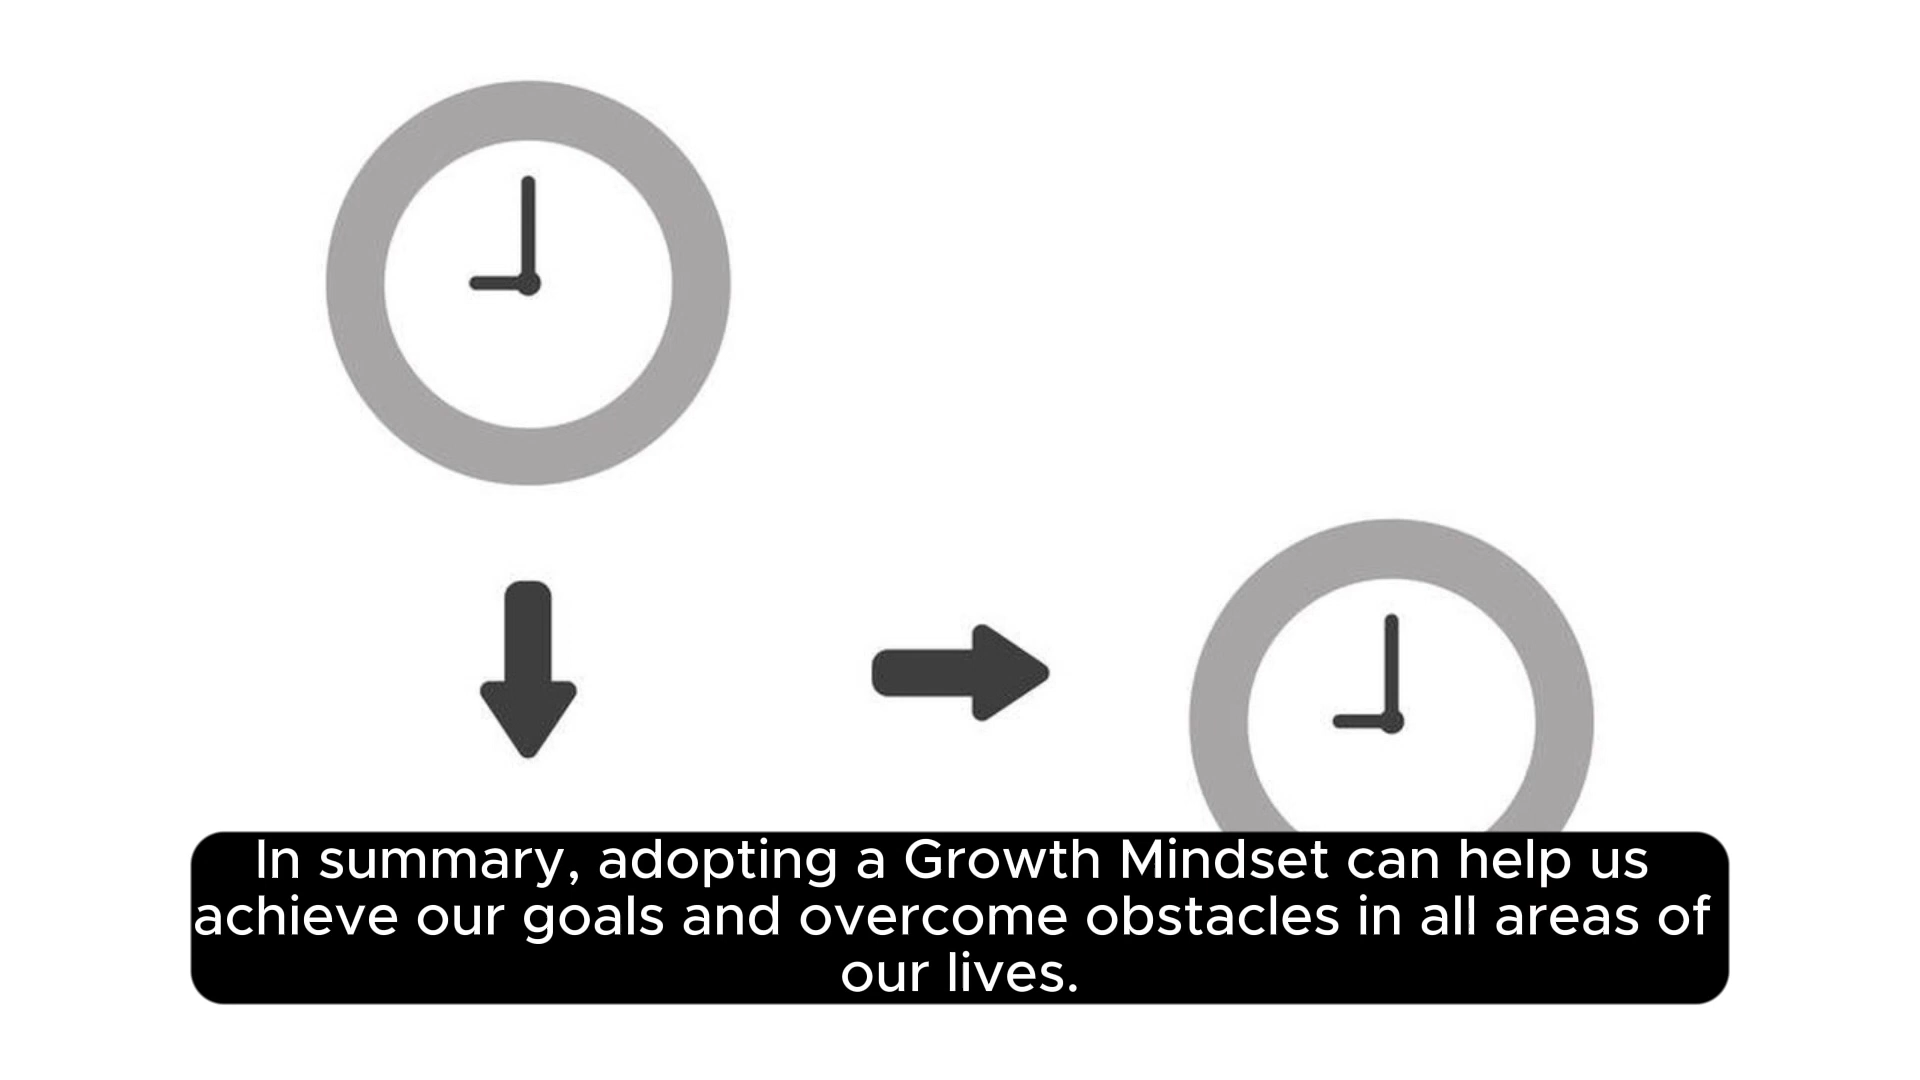 In summary, adopting a Growth Mindset can help us
achieve our goals and overcome obstacles in all areas of
our lives.